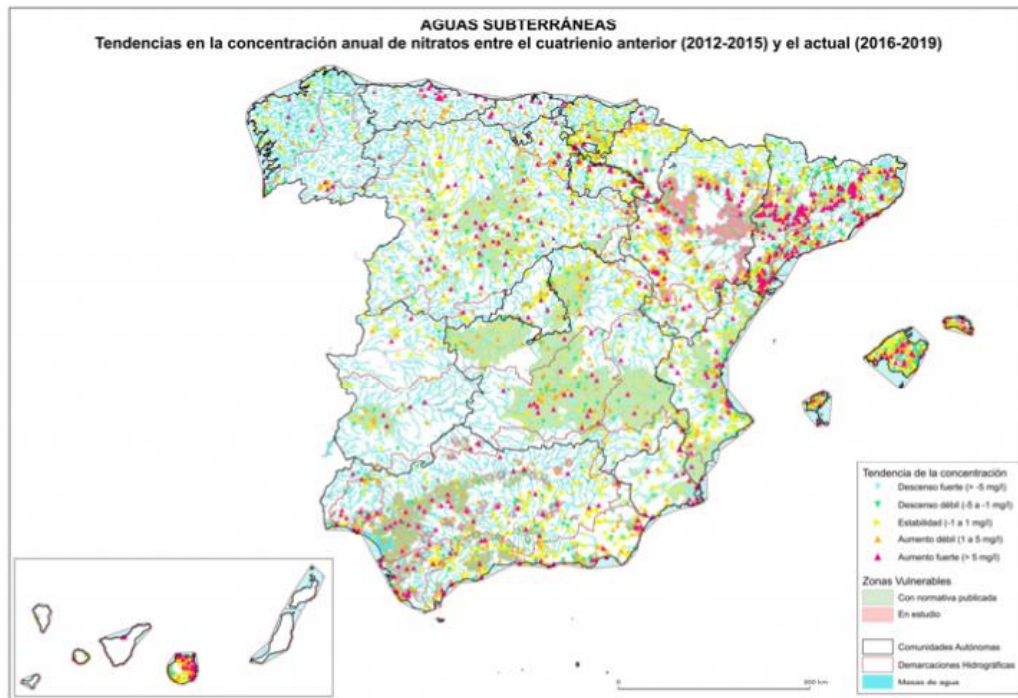 AGUAS SUBTERRÁNEAS
Tendencias en la concentración anual de nitratos entre el cuatrienio anterior (2012-2015) y el actual (2016-2019)
Tendencia de la concentración
Descenso fuerte (> -5 mg/l)
Descenso débil (-5 a -1 mg/l)
Estabilidad (-1 a 1 mg/l)
Aumento débil (1 a 5 mg/l)
Aumento fuerte (> 5 mg/l)
Zonas Vulnerables
Con normativa publicada
En estudio
Comunidades Autónomas
Demarcaciones Hidrográficas
Masas de agua
0